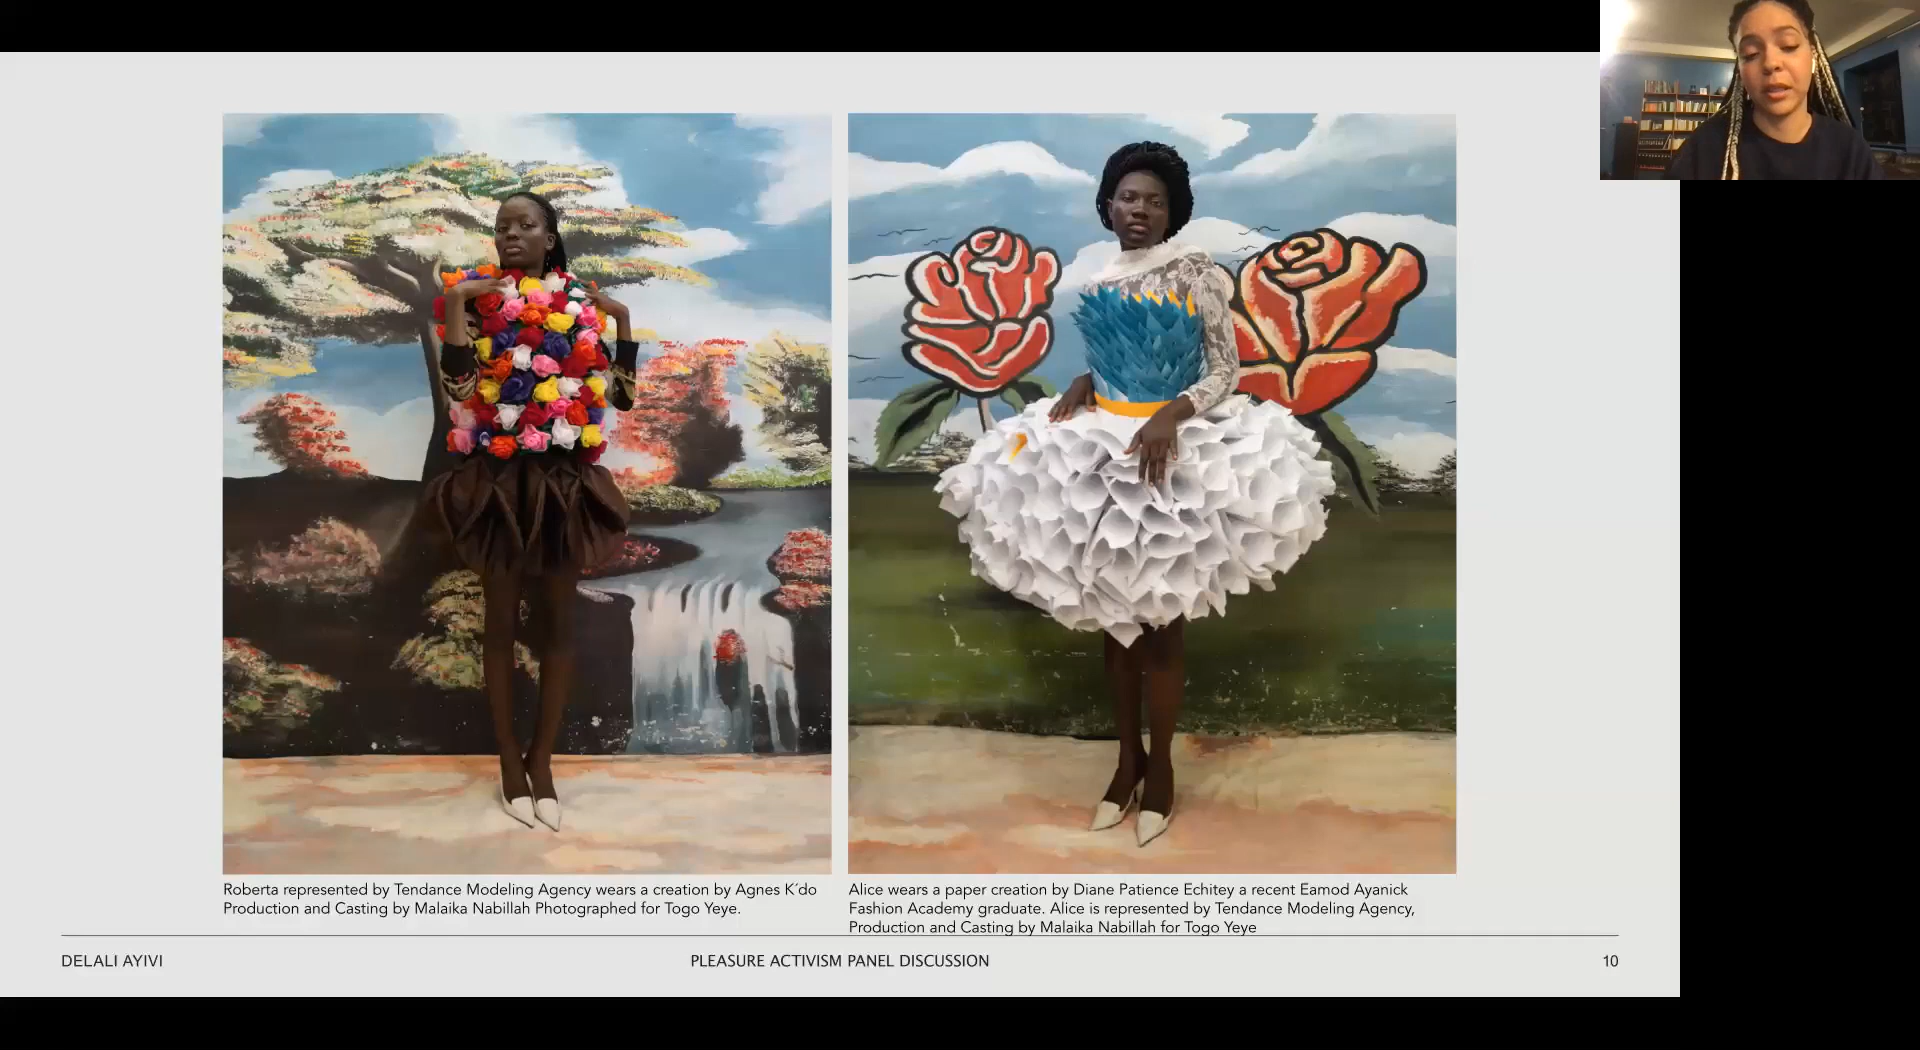 Roberta represented by Tendance Modeling Agency wears a creation by Agnes K´do
Production and Casting by Malaika Nabillah Photographed for Togo Yeye.
Alice wears a paper creation by Diane Patience Echitey a recent Eamod Ayanick
Fashion Academy graduate. Alice is represented by Tendance Modeling Agency,
Production and Casting by Malaika Nabillah for Togo Yeye
DELALI AYIVI
PLEASURE ACTIVISM PANEL DISCUSSION
10